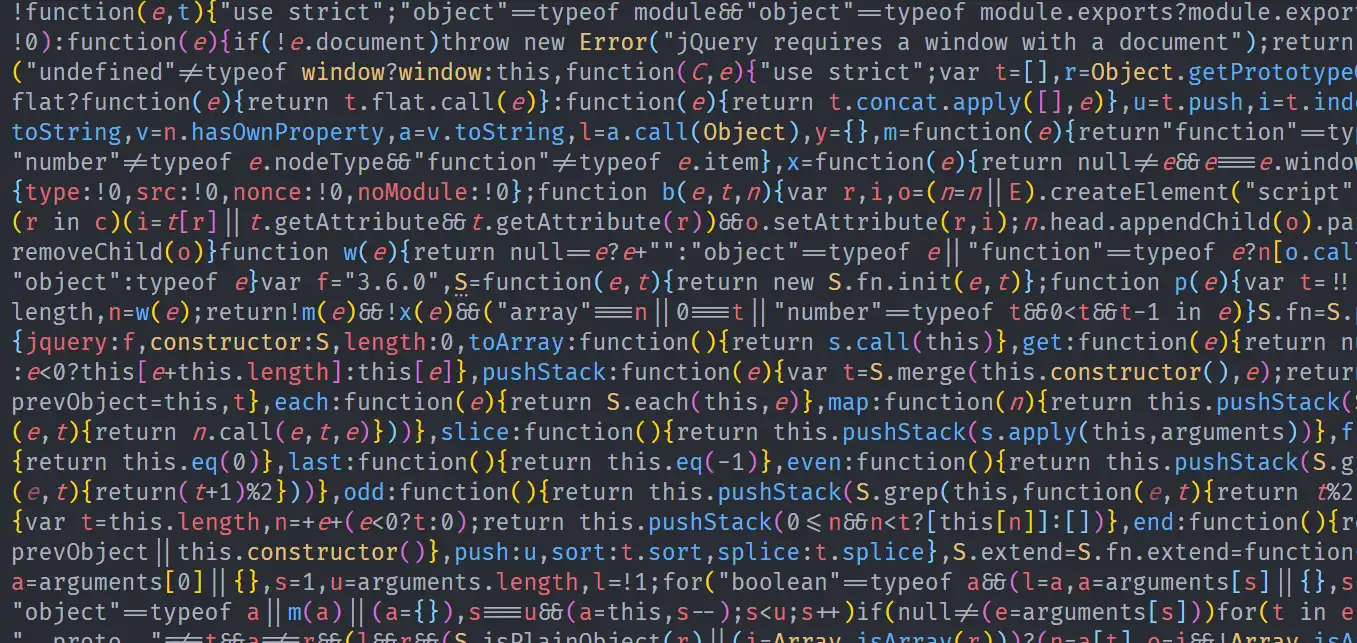 !function(e,t){"use strict";"object"==typeof module&&"object"==typeof module.exports?module.expor
!0):function(e){if(!e.document)throw new Error("jQuery requires a window with a document");return
("undefined"!=typeof window?window:this,function(C,e){"use strict";var t=[],r=Object.getPrototype
flat?function(e){return t.flat.call(e)}:function(e){return t.concat.apply([],e)},u=t.push,i=t.ind
toString,v=n.hasOwnProperty,a=v.toString,l=a.call(Object),y={},m=function(e){return"function"==ty
"number"!=typeof e.nodeType&&"function"!=typeof e.item},x=function(e){return null!=e&&e===e.windo
{type:!0,src:!0,nonce:!0,noModule:!0};function b(e,t,n){var r,i,o=(n=n||E).createElement("script"
(r in c)(i=t[r]||t.getAttribute&&t.getAttribute(r))&&o.setAttribute(r,i);n.head.appendChild(o).pa
removeChild(o)}function w(e){return null==e?e+"":"object"==typeof e||"function"==typeof e?n[o.cal
"object":typeof e}var f="3.6.0",S=function(e,t){return new S.fn.init(e,t)};function p(e){var t=!!
length,n=w(e);return!m(e)&&!x(e)&&("array"===n||0===t||"number"==typeof t&&0<t&&t-1 in e)}S.fn=S.
{jquery:f,constructor:S,length:0,toArray:function(){return s.call(this)},get:function(e){return n
:e<0?this[e+this.length]:this[e]},pushStack:function(e){var t=S.merge(this.constructor(),e);retur
prevObject=this,t},each:function(e){return S.each(this,e)},map:function(n){return this.pushStack(
(e,t){return n.call(e,t,e)}))},slice:function(){return this.pushStack(s.apply(this,arguments))},f
{return this.eq(0)},last:function(){return this.eq(-1)},even:function(){return this.pushStack(S.g
(e,t){return(t+1)%2}))},odd:function(){return this.pushStack(S.grep(this,function(e,t){return t%2
{var t=this.length,n=+e+(e<0?t:0);return this.pushStack(0<=n&&n<t?[this[n]]:[])},end:function(){r
prevObject||this.constructor()},push:u,sort:t.sort,splice:t.splice},S.extend=S.fn.extend=function
a=arguments[0]||{},s=1,u=arguments.length,l=!1;for("boolean"==typeof a&&(l=a,a=arguments[s]||{},s
"object"==typeof a||m(a)||(a={}),s===u&&(a=this,s--);s<u;s++)if(null!=(e=arguments[s]))for(t in e
"__proto__"!==t&&a!==r&&(l&&r&&(S.isPlainObject(r)||(i=Array.isArray(r)))?(n=a[t],o=i&&!Array.isA